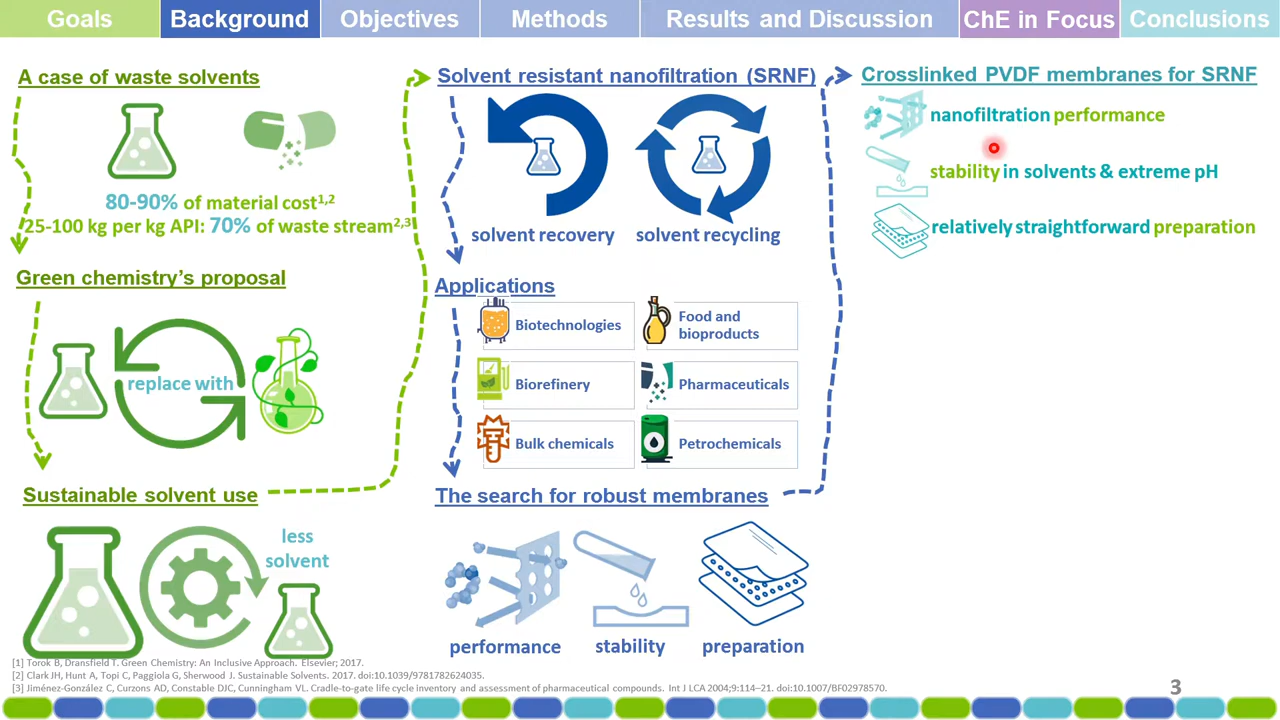 Goals
Background
Objectives
Methods
Results and Discussion
ChE in Focus
Conclusions
A case of waste solvents
80-90% of material cost1,2
25-100 kg per kg API: 70% of waste stream2,3
Green chemistry's proposal
replace with
Sustainable solvent use
less
solvent
Solvent resistant nanofiltration (SRNF)
solvent recovery
solvent recycling
Applications
Biotechnologies
Food and
bioproducts
Biorefinery
Pharmaceuticals
Bulk chemicals
Petrochemicals
The search for robust membranes
performance
stability
preparation
Crosslinked PVDF membranes for SRNF
nanofiltration performance
stability in solvents & extreme pH
relatively straightforward preparation
[1] Torok B, Dransfield T. Green Chemistry: An Inclusive Approach. Elsevier; 2017.
[2] Clark JH, Hunt A, Topi C, Paggiola G, Sherwood J. Sustainable Solvents. 2017. doi:10.1039/9781782624035.
[3] Jiménez-González C, Curzons AD, Constable DJC, Cunningham VL. Cradle-to-gate life cycle inventory and assessment of pharmaceutical compounds. Int J LCA 2004;9:114–21. doi:10.1007/BF02978570.
3